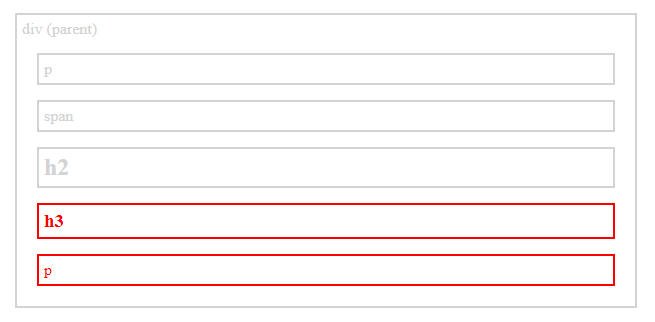 div (parent)
p
span
h2
h3
p